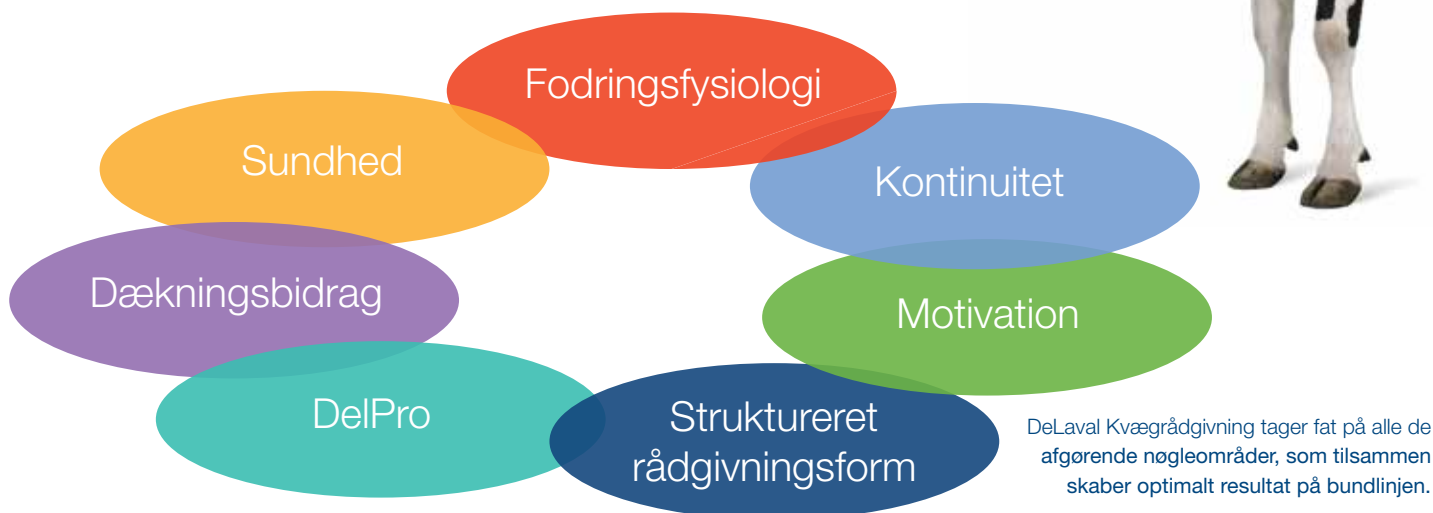 Fodringsfysiologi
Sundhed
Kontinuitet
Dækningsbidrag
Motivation
DelPro
Struktureret
rådgivningsform
DeLaval Kvægrådgivning tager fat på alle de
afgørende nøgleområder, som tilsammen
skaber optimalt resultat på bundlinjen.